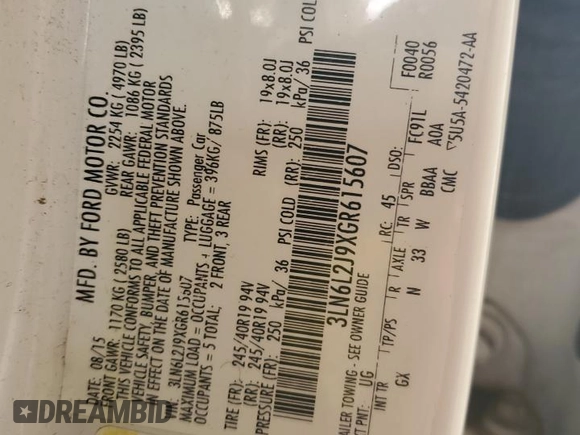 MFD. BY FORD MOTOR CO.
DATE: 08/15 GVWR: 2254 KG ( 4970 LB)
FRONT GAWR: 1170 KG ( 2580 LB) REAR GAWR: 1086 KG ( 2395 LB)
THIS VEHICLE CONFORMS TO ALL APPLICABLE FEDERAL MOTOR
VEHICLE SAFETY, BUMPER, AND THEFT PREVENTION STANDARDS
IN EFFECT ON THE DATE OF MANUFACTURE SHOWN ABOVE.
VIN: 3LN6L2J9XGR615607 TYPE: Passenger Car
MAXIMUM LOAD = OCCUPANTS + LUGGAGE = 396KG/ 875LB
OCCUPANTS = 5 TOTAL: 2 FRONT, 3 REAR
TIRE (FR): 245/40R19 94V RIMS (FR): 19x8.0J
(RR): 245/40R19 94V (RR): 19x8.0J
PRESSURE (FR): 250 kPa/ 36 PSI COLD (RR): 250 kPa/ 36 PSI COLD
3LN6L2J9XGR615607
AILER TOWING - SEE OWNER GUIDE
T PNT: UG RC: 45 DSO: F0040
FC91L R0056
INT TR TP/PS R AXLE TR SPR
GX N 33 W BBAA A0A
CMC 5U5A-5420472-AA
DREAMBID